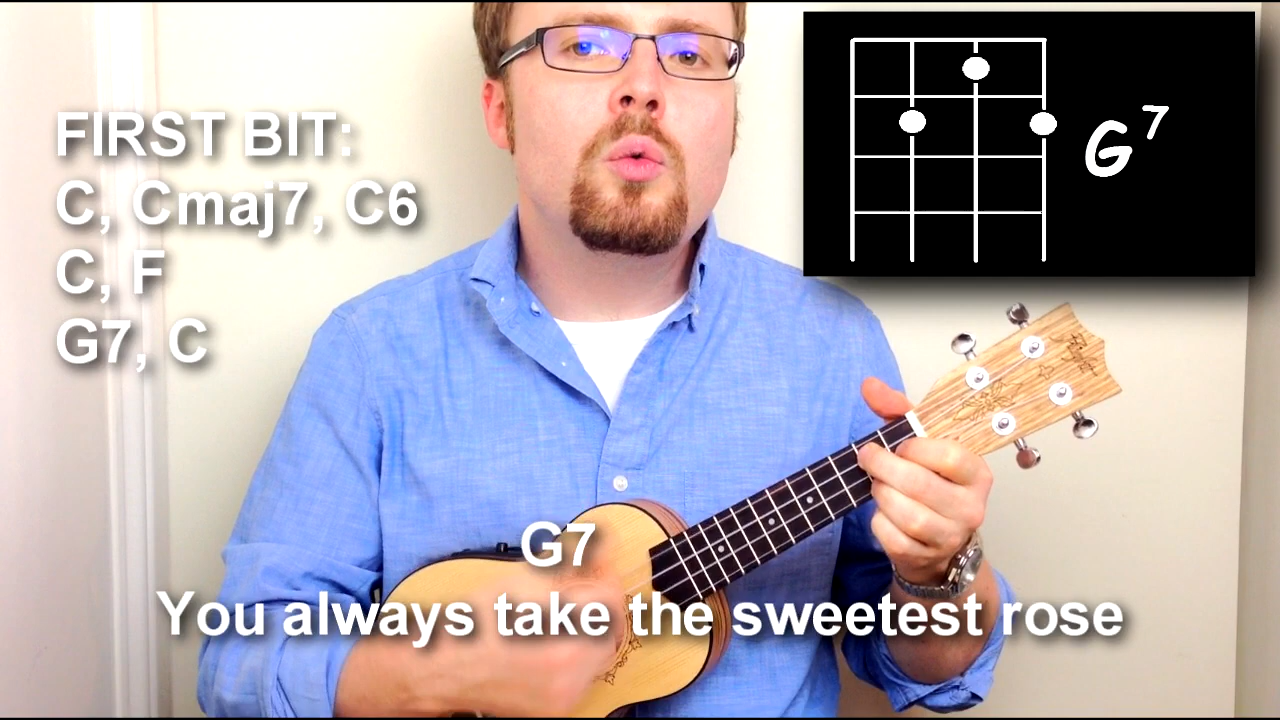 FIRST BIT:
C, Cmaj7, C6
C, F
G7, C
G7
G7
You always take the sweetest rose